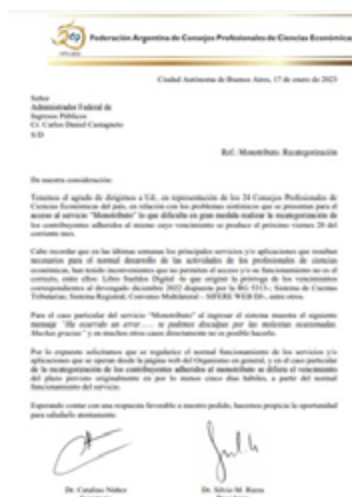 Federación Argentina de Consejos Profesionales de Ciencias Económicas
Ciudad Autónoma de Buenos Aires, 17 de enero de 2023
Señor
Administrador Federal de
Ingresos Públicos
Cr. Carlos Daniel Castagneto
S/D
Ref.: Monotributo: Recategorización
De nuestra consideración:
Tenemos el agrado de dirigirnos a Ud., en representación de los 24 Consejos Profesionales de
Ciencias Económicas del país, en relación con los problemas sistémicos que se presentan para el
acceso al servicio "Monotributo" lo que dificulta en gran medida realizar la recategorización de
los contribuyentes adheridos al mismo cuyo vencimiento se produce el próximo viernes 20 del
corriente mes.
Cabe recordar que en las últimas semanas los principales servicios y/o aplicaciones que resultan
necesarios para el normal desarrollo de las actividades de los profesionales de ciencias
económicas, han tenido inconvenientes que no permiten el acceso y/o su funcionamiento no es el
correcto, entre ellos: Libro Sueldos Digital -lo que originó la prórroga de los vencimientos
correspondientes al devengado diciembre 2022 dispuesta por la RG 5313-; Sistema de Cuentas
Tributarias; Sistema Registral; Convenio Multilateral - SIFERE WEB DJ-, entre otros.
Para el caso particular del servicio "Monotributo" al ingresar el sistema muestra el siguiente
mensaje "Ha ocurrido un error..... te pedimos disculpas por las molestias ocasionadas.
Muchas gracias" y en muchos otros casos directamente no es posible hacerlo.
Por lo expuesto solicitamos que se regularice el normal funcionamiento de los servicios y/o
aplicaciones que se operan desde la página web del Organismo en general, y en el caso particular
de la recategorización de los contribuyentes adheridos al monotributo se difiera el vencimiento
del plazo previsto originalmente en por lo menos cinco días hábiles, a partir del normal
funcionamiento del servicio.
Esperando contar con una respuesta favorable a nuestro pedido, hacemos propicia la oportunidad
para saludarlo atentamente.
Dr. Catalino Núñez
Secretario
Dr. Silvio M. Rizza
Presidente